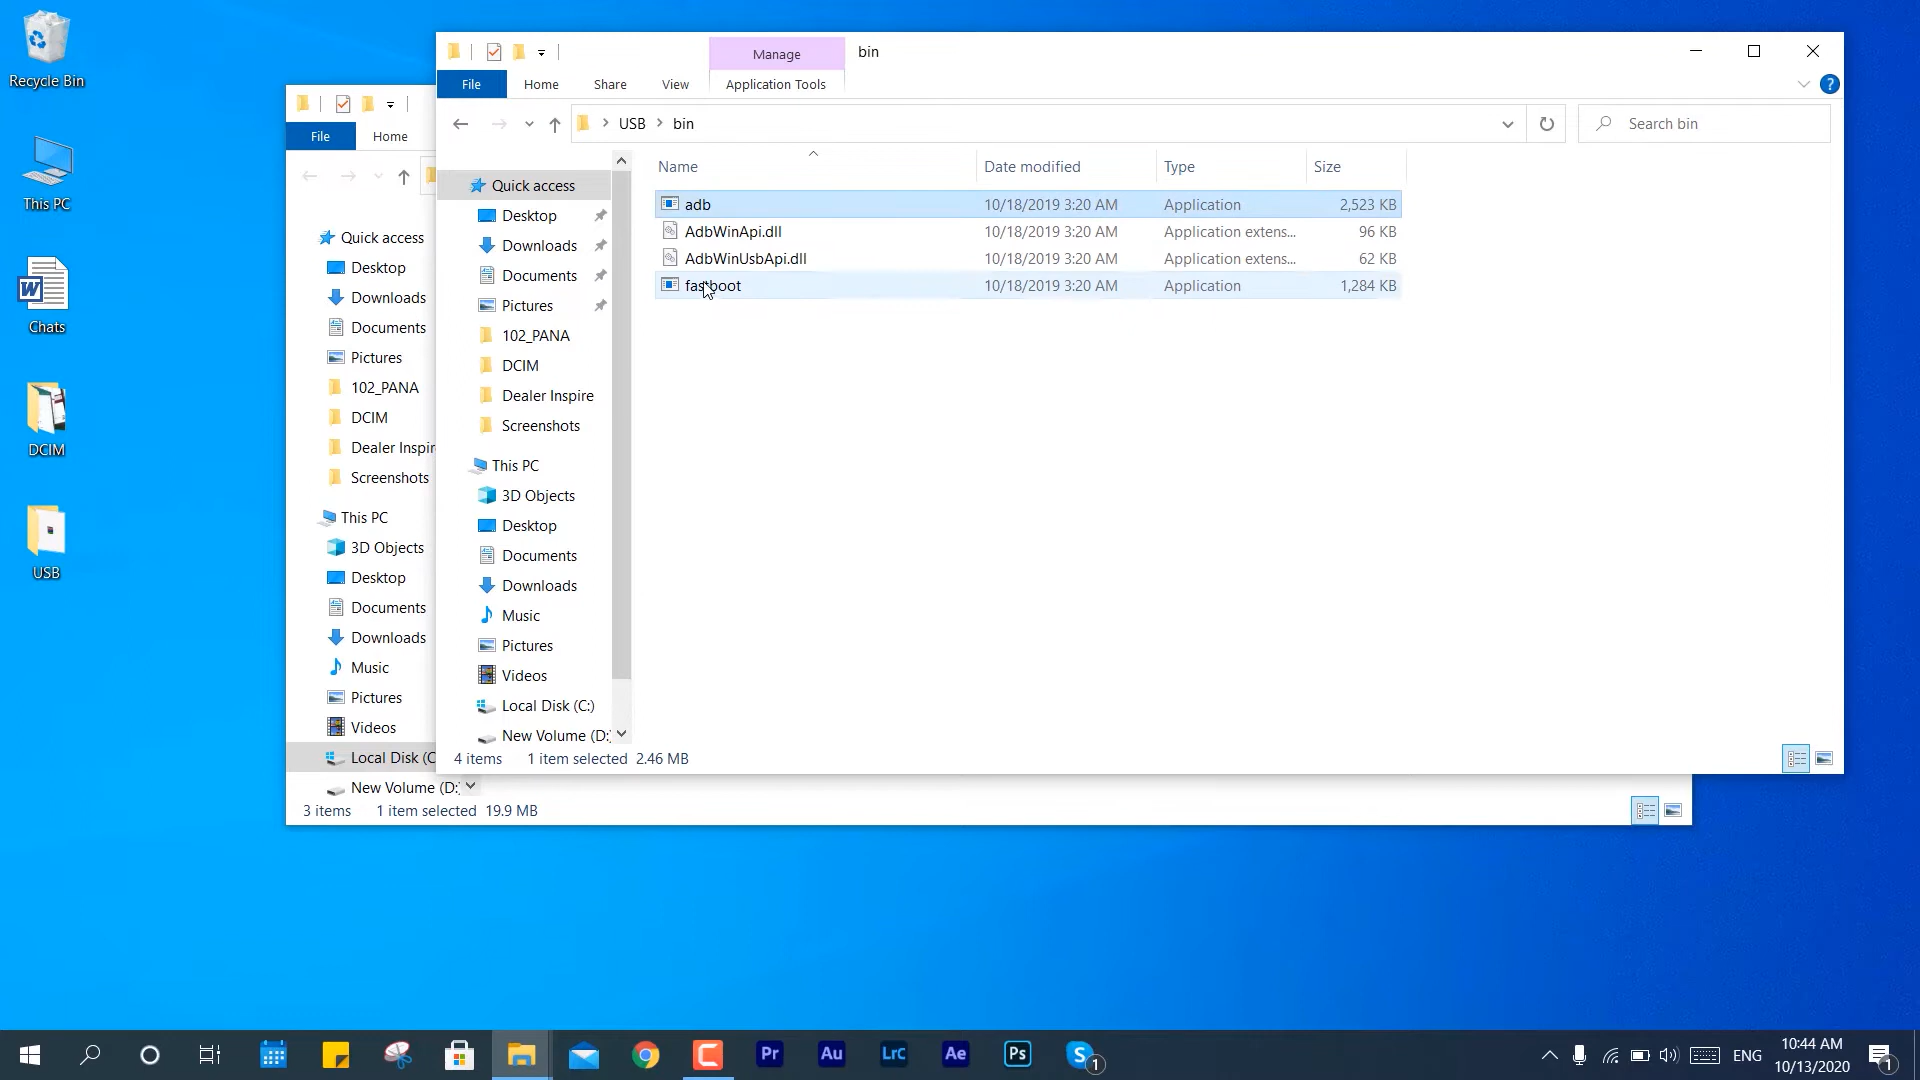 Recycle Bin
This PC
Chats
DCIM
USB
File
Home
Quick access
Desktop
Downloads
Documents
Pictures
102_PANA
DCIM
Dealer Inspir
Screenshots
This PC
3D Objects
Desktop
Documents
Downloads
Music
Pictures
Videos
Local Disk (C
New Volume (D:
3 items 1 item selected 19.9 MB
Manage bin
File Home Share View Application Tools
USB bin
Search bin
Name Date modified Type Size
adb 10/18/2019 3:20 AM Application 2,523 KB
AdbWinApi.dll 10/18/2019 3:20 AM Application extens... 96 KB
AdbWinUsbApi.dll 10/18/2019 3:20 AM Application extens... 62 KB
fastboot 10/18/2019 3:20 AM Application 1,284 KB
Quick access
Desktop
Downloads
Documents
Pictures
102_PANA
DCIM
Dealer Inspire
Screenshots
This PC
3D Objects
Desktop
Documents
Downloads
Music
Pictures
Videos
Local Disk (C:)
New Volume (D:
4 items 1 item selected 2.46 MB
Pr Au LrC Ae Ps S 1
ENG
10:44 AM
10/13/2020
1